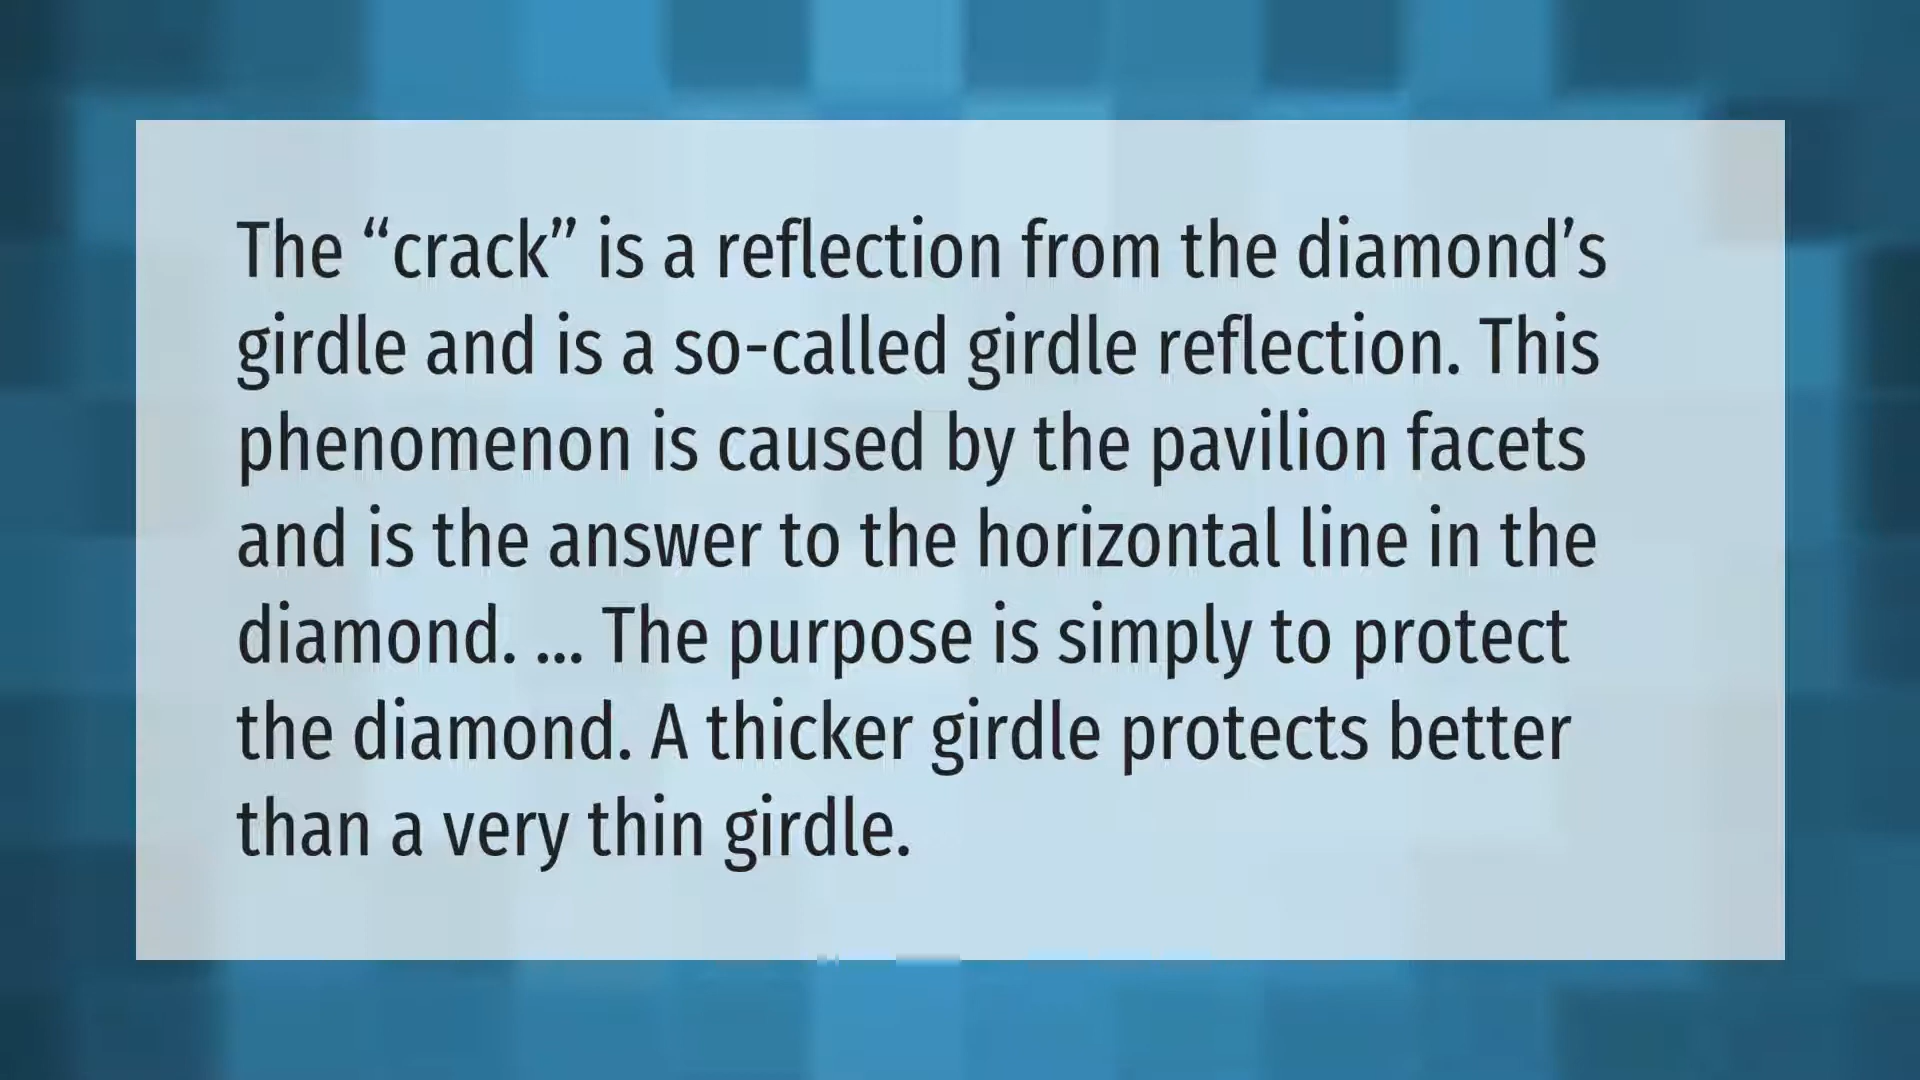 The “crack” is a reflection from the diamond’s
girdle and is a so-called girdle reflection. This
phenomenon is caused by the pavilion facets
and is the answer to the horizontal line in the
diamond. ... The purpose is simply to protect
the diamond. A thicker girdle protects better
than a very thin girdle.